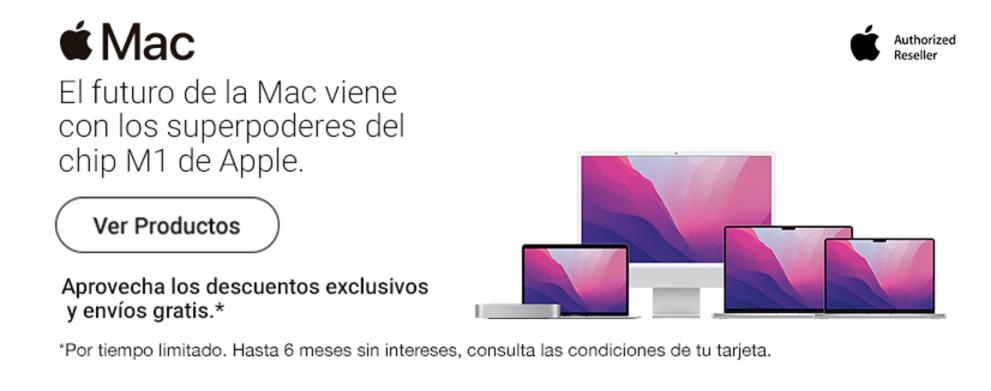 Mac
Authorized
Reseller
El futuro de la Mac viene
con los superpoderes del
chip M1 de Apple.
Ver Productos
Aprovecha los descuentos exclusivos
y envíos gratis.*
*Por tiempo limitado. Hasta 6 meses sin intereses, consulta las condiciones de tu tarjeta.